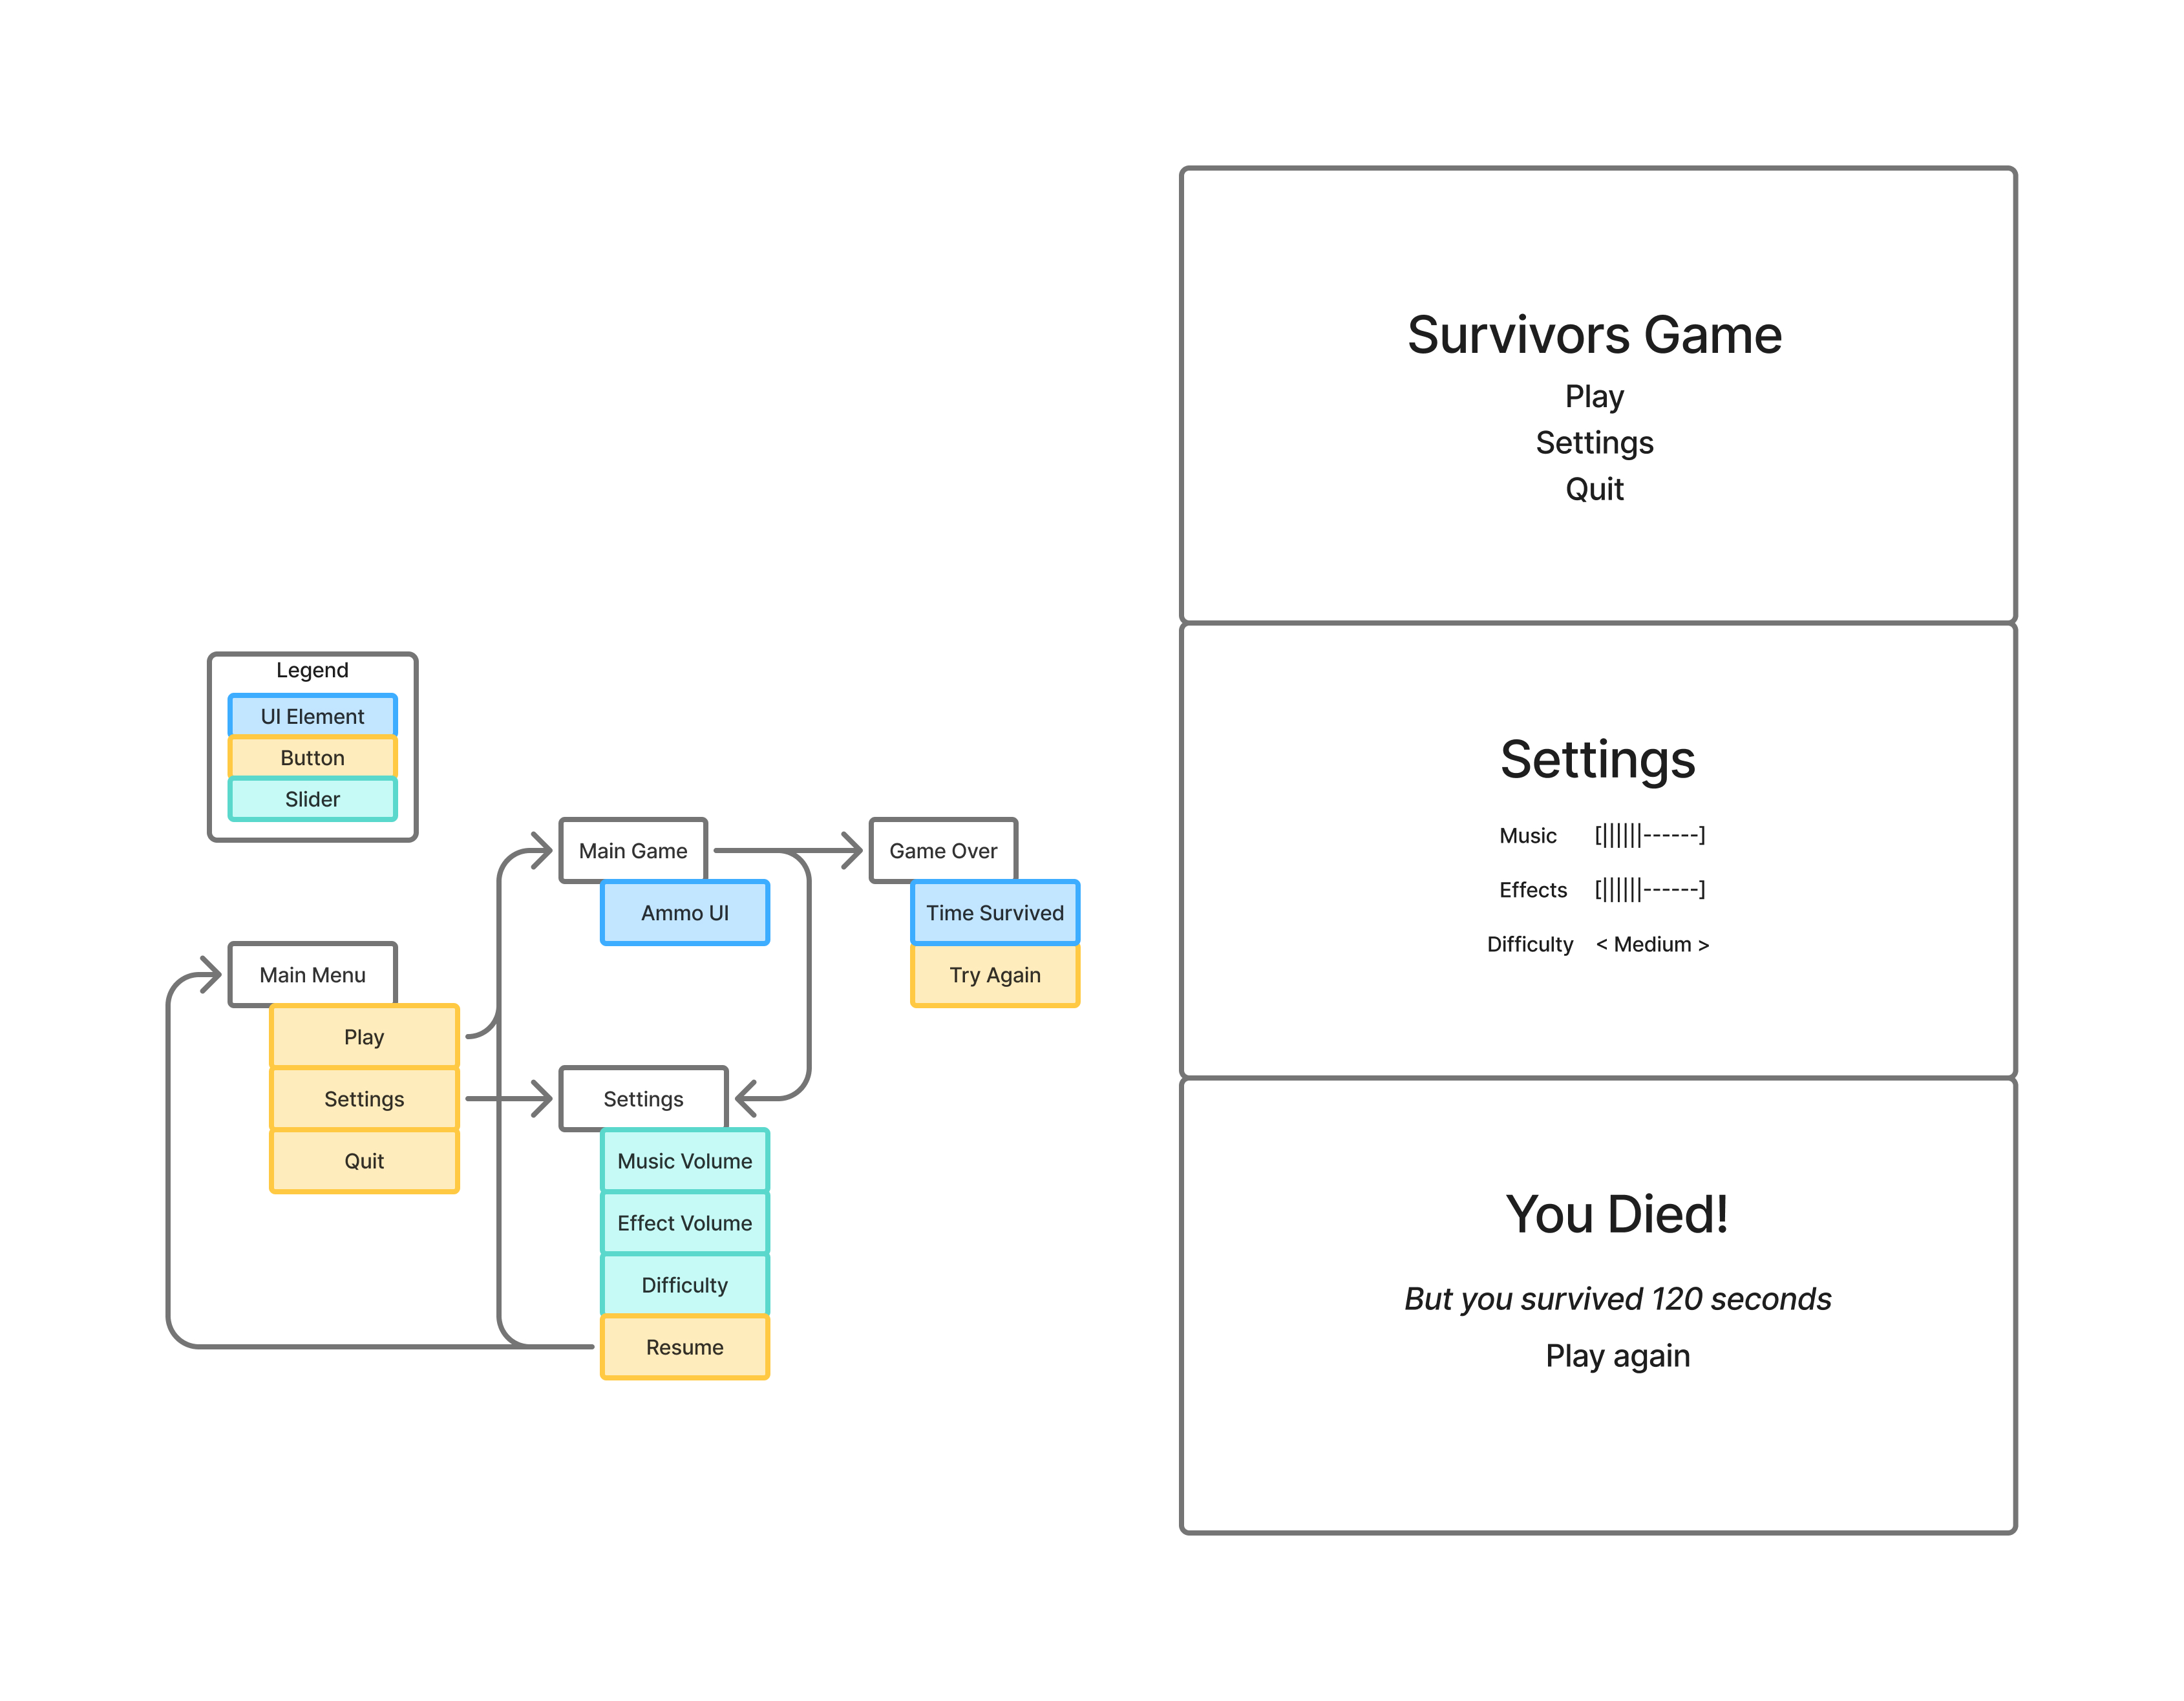 Legend
UI Element
Button
Slider
Main Menu
Play
Settings
Quit
Main Game
Ammo UI
Game Over
Time Survived
Try Again
Settings
Music Volume
Effect Volume
Difficulty
Resume
Survivors Game
Play
Settings
Quit
Settings
Music [||||||------]
Effects [||||||------]
Difficulty < Medium >
You Died!
But you survived 120 seconds
Play again